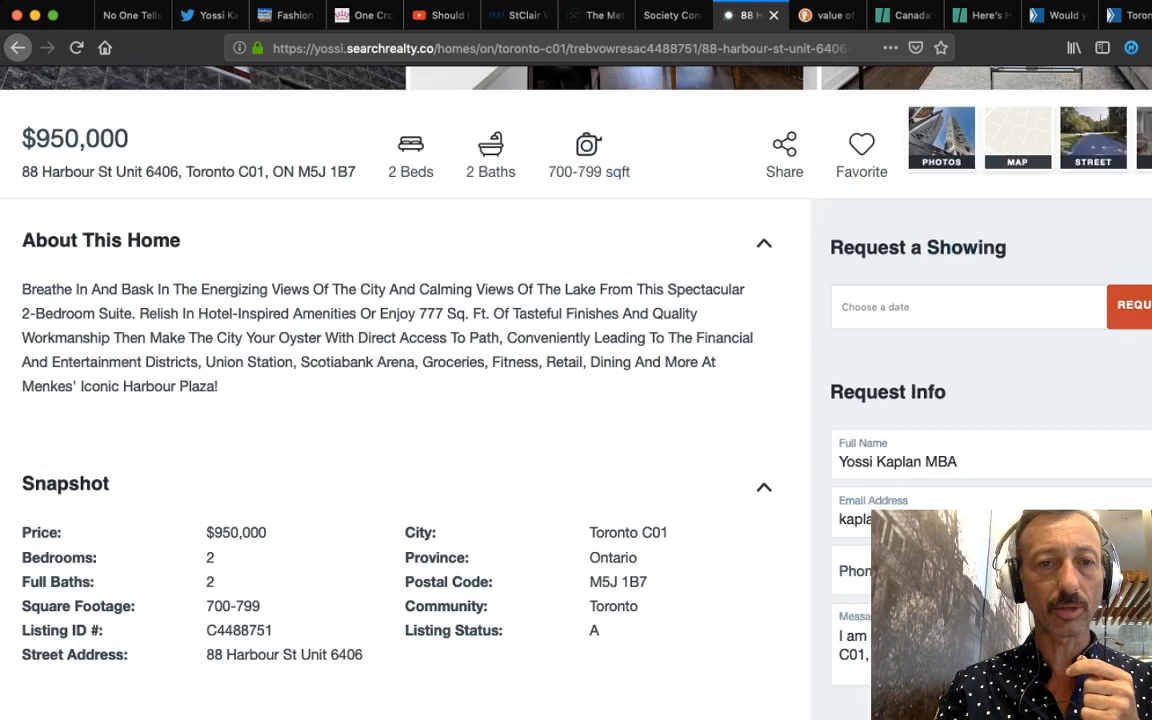 No One Tells
Yossi Ka
Fashion
One Cro
Should
StClair
The Met
Society Con
88 H
value of
Canada'
Here's H
Would y
Toron
https://yossi.searchrealty.co/homes/on/toronto-c01/trebvowresac4488751/88-harbour-st-unit-6406-
$950,000
88 Harbour St Unit 6406, Toronto C01, ON M5J 1B7
2 Beds
2 Baths
700-799 sqft
Share
Favorite
PHOTOS
MAP
STREET
About This Home
Breathe In And Bask In The Energizing Views Of The City And Calming Views Of The Lake From This Spectacular
2-Bedroom Suite. Relish In Hotel-Inspired Amenities Or Enjoy 777 Sq. Ft. Of Tasteful Finishes And Quality
Workmanship Then Make The City Your Oyster With Direct Access To Path, Conveniently Leading To The Financial
And Entertainment Districts, Union Station, Scotiabank Arena, Groceries, Fitness, Retail, Dining And More At
Menkes' Iconic Harbour Plaza!
Request a Showing
Choose a date
REQU
Request Info
Full Name
Yossi Kaplan MBA
Email Address
kapla
Phon
Messa
I am
C01,
Snapshot
Price: $950,000 City: Toronto C01
Bedrooms: 2 Province: Ontario
Full Baths: 2 Postal Code: M5J 1B7
Square Footage: 700-799 Community: Toronto
Listing ID #: C4488751 Listing Status: A
Street Address: 88 Harbour St Unit 6406